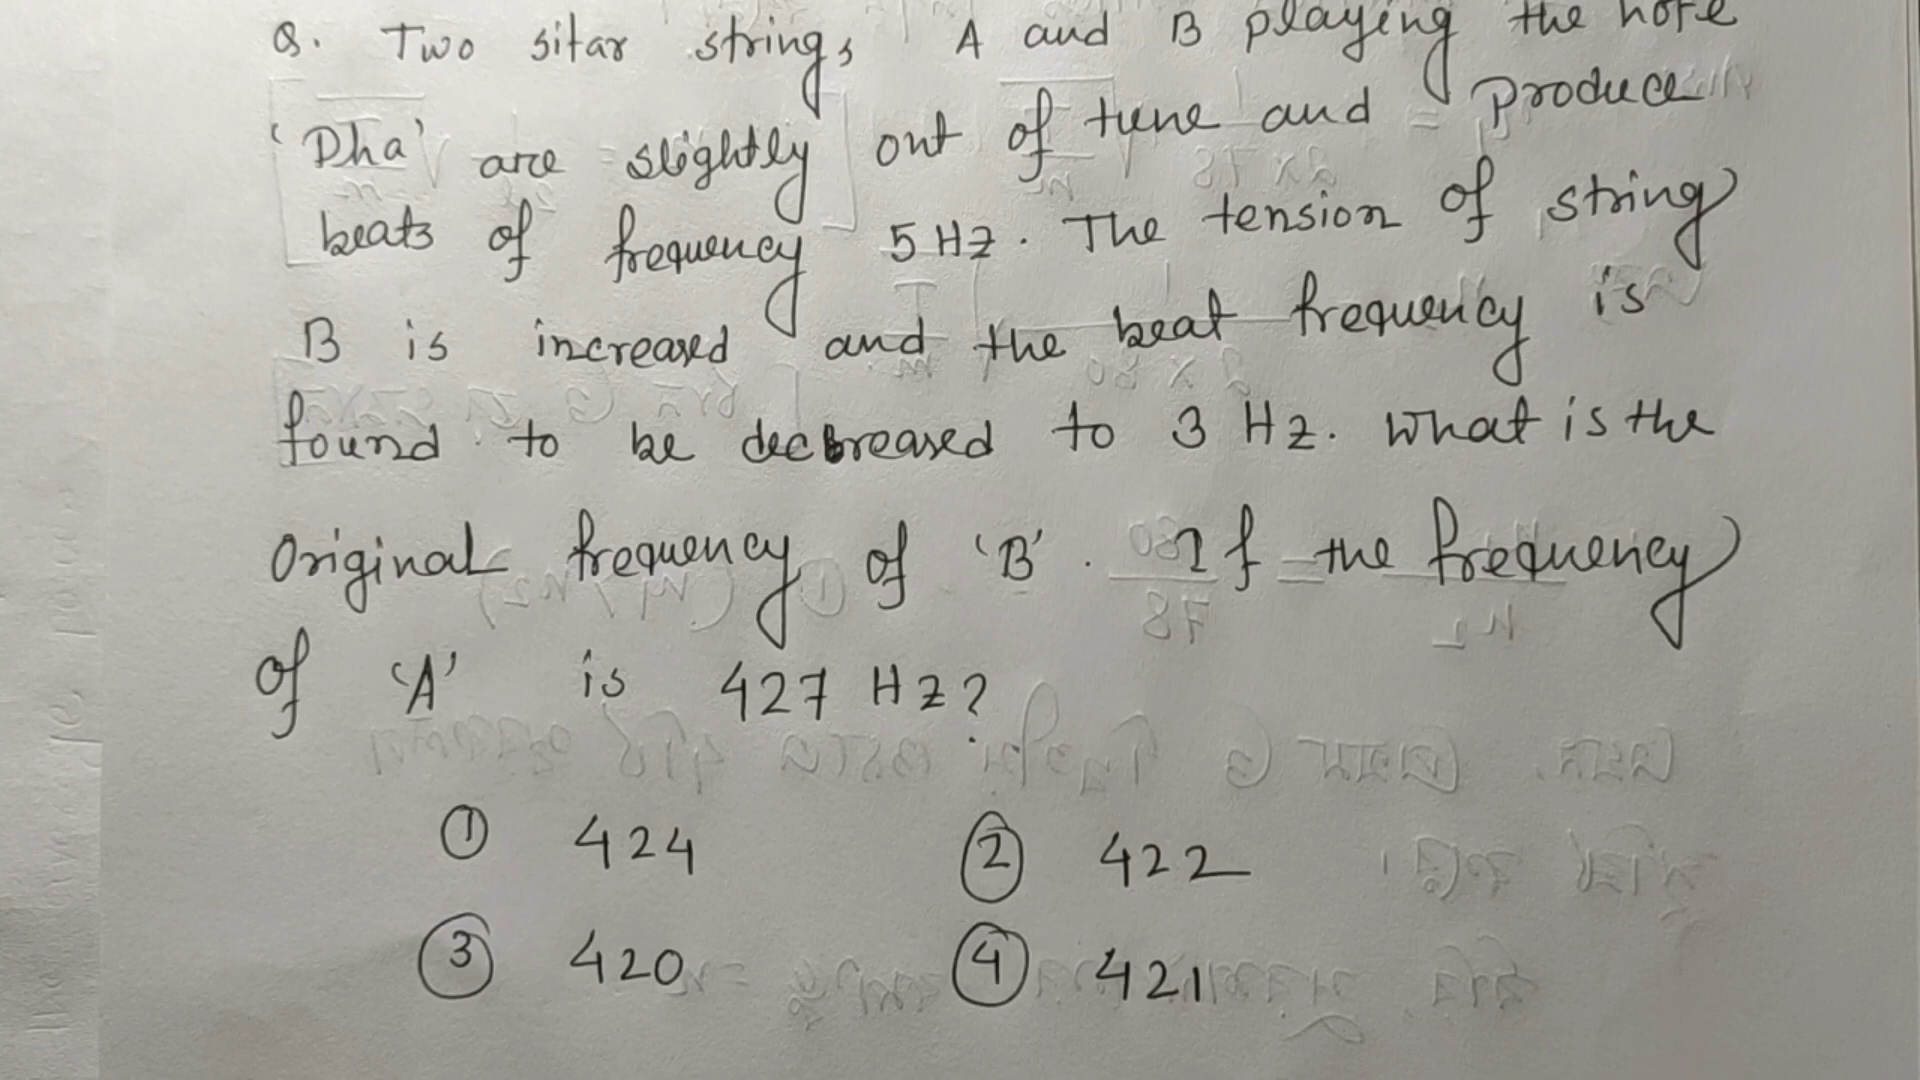 Q. Two sitar strings A and B playing the note
'Dha' are slightly out of tune and produce
beats of frequency 5 Hz. The tension of string
B is increased and the beat frequency is
found to be decreased to 3 Hz. What is the
Original frequency of 'B'. If the frequency
of 'A' is 427 Hz?
① 424 ② 422
③ 420 ④ 421